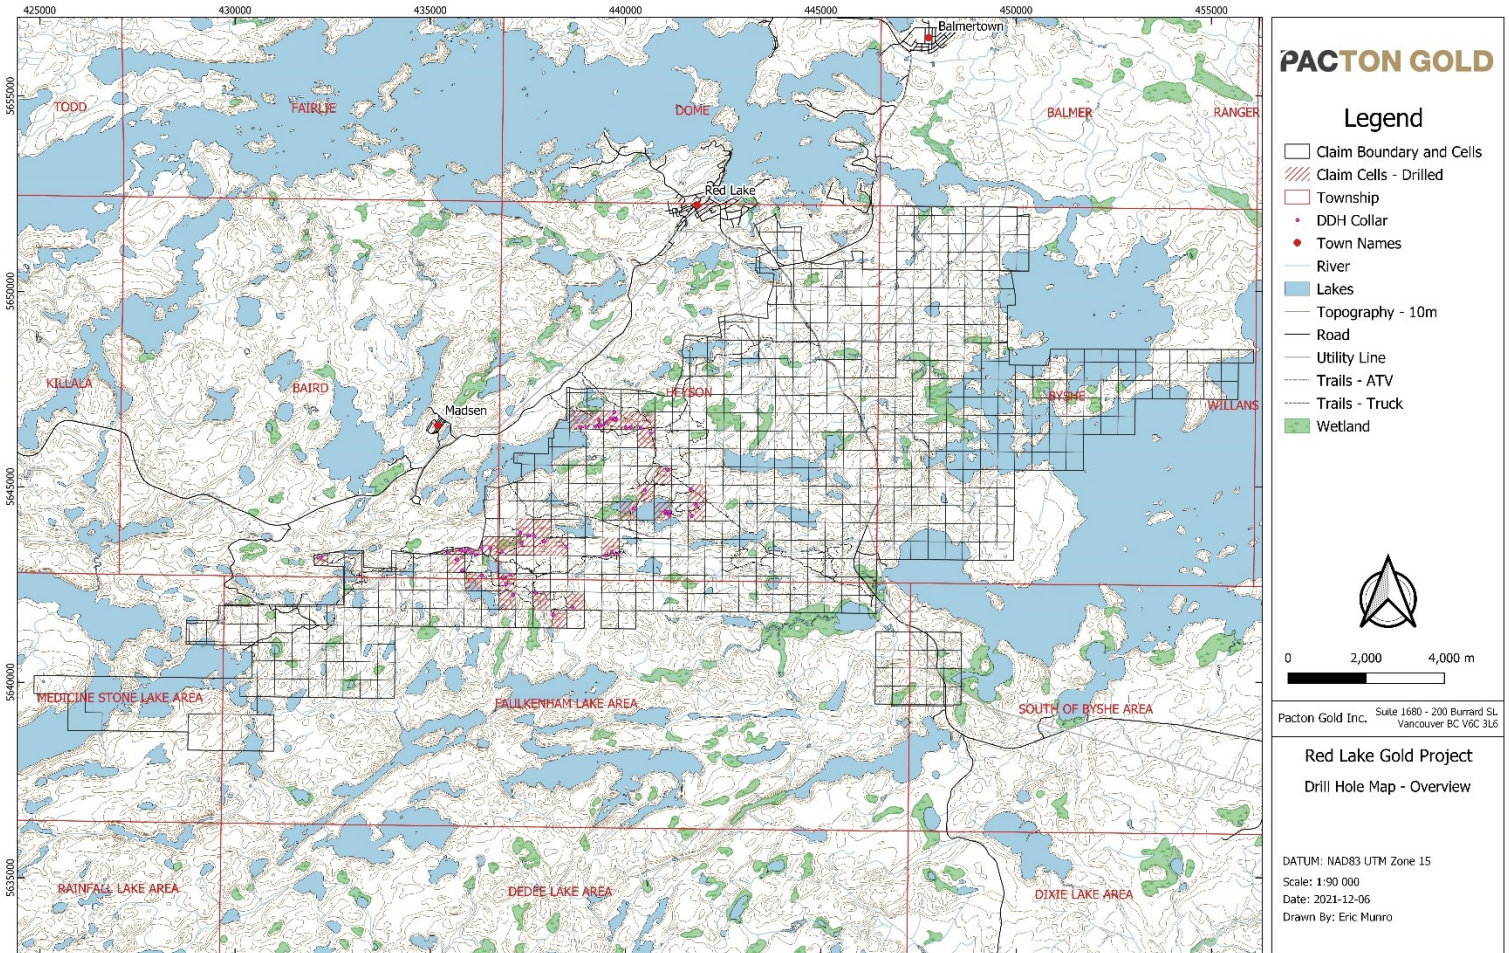 425000 430000 435000 440000 445000 450000 455000
Balmertown
5655000
TODD FAIRLIE DOME BALMER RANGER
Red Lake
5650000
KILLALA BAIRD HEYSON BYSHE WILLANS
Madsen
5645000
5640000
MEDICINE STONE LAKE AREA FAULKENHAM LAKE AREA SOUTH OF BYSHE AREA
5635000
RAINFALL LAKE AREA DEDEE LAKE AREA DIXIE LAKE AREA
PACTON GOLD
Legend
Claim Boundary and Cells
Claim Cells - Drilled
Township
DDH Collar
Town Names
River
Lakes
Topography - 10m
Road
Utility Line
Trails - ATV
Trails - Truck
Wetland
0 2,000 4,000 m
Pacton Gold Inc.
Suite 1680 - 200 Burrard St.
Vancouver BC V6C 3L6
Red Lake Gold Project
Drill Hole Map - Overview
DATUM: NAD83 UTM Zone 15
Scale: 1:90 000
Date: 2021-12-06
Drawn By: Eric Munro